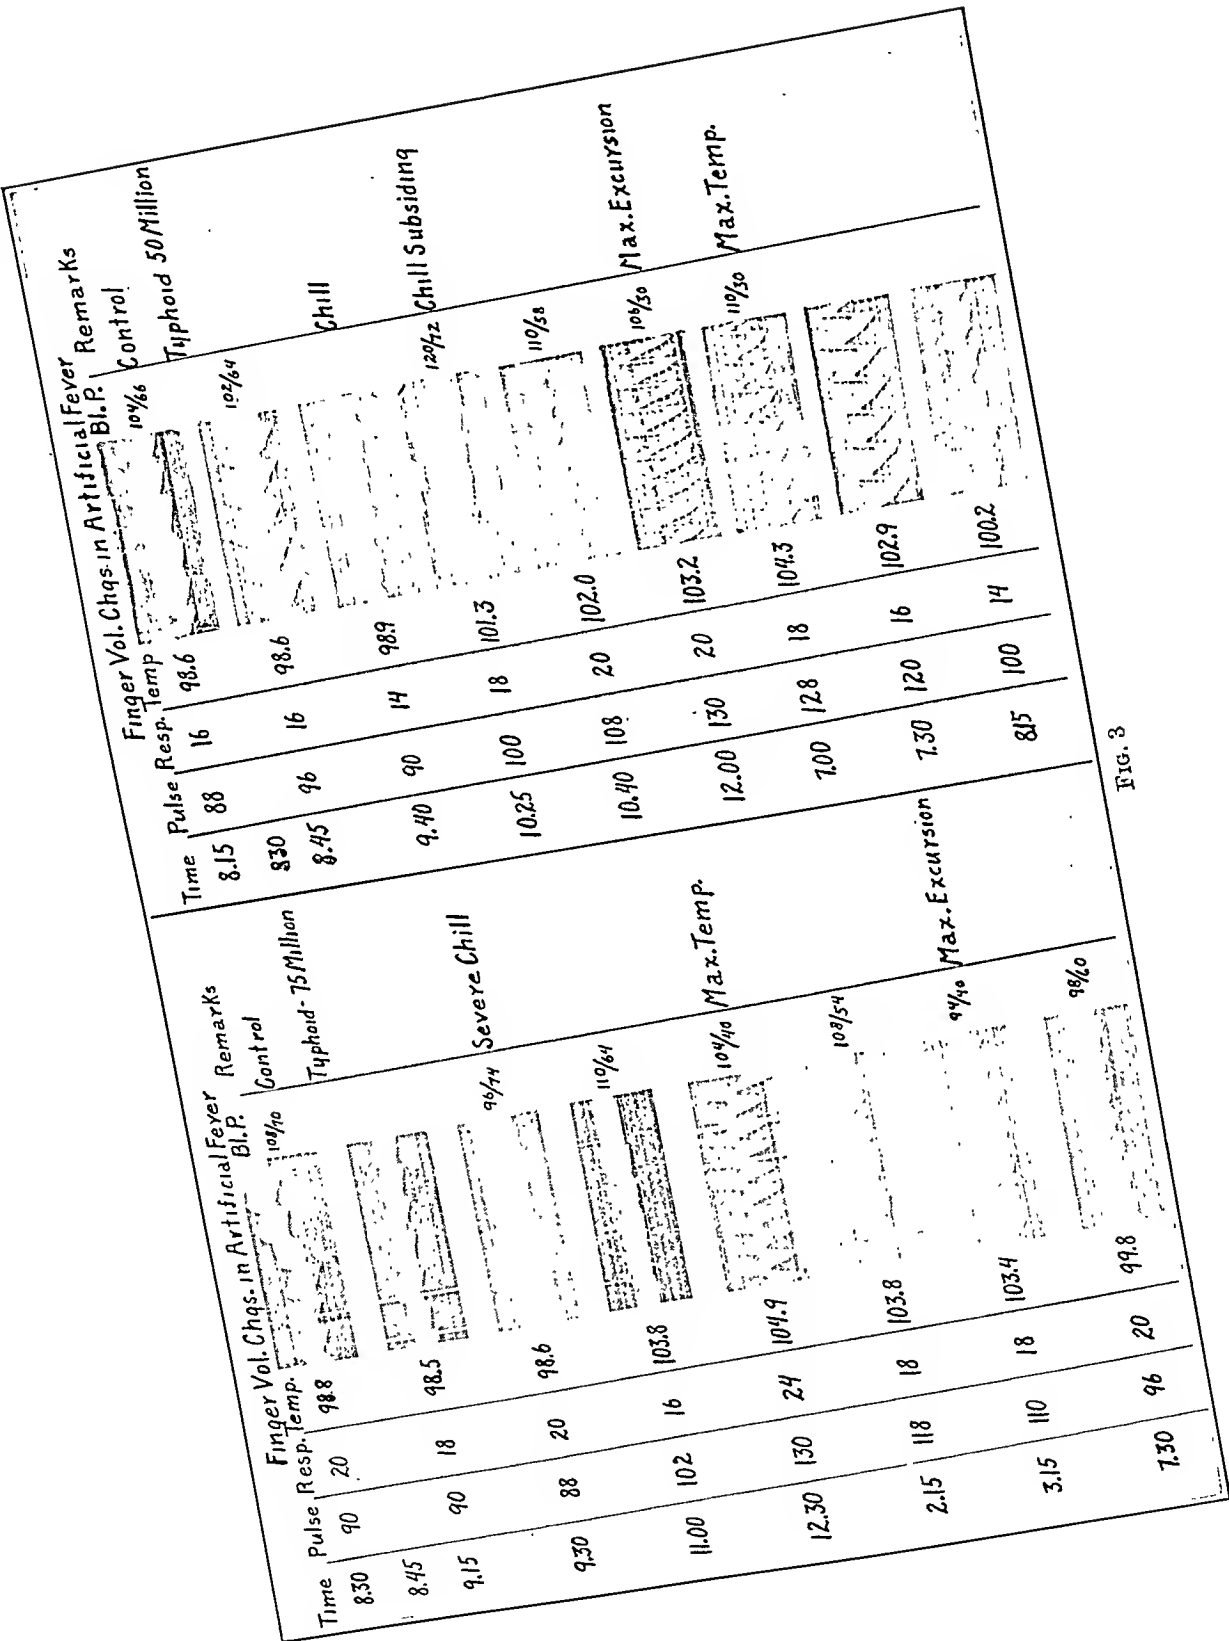 Finger Vol. Chgs. in Artificial Fever
Time Pulse Resp. Temp. Bl. P. Remarks
8.30 90 20 98.8 108/70 Control
8.45 Typhoid-75 Million
9.15 90 18 98.5
9.30 88 20 98.6 96/74 Severe Chill
11.00 102 16 103.8 110/64
12.30 130 24 104.9 104/40 Max.Temp.
2.15 118 18 103.8 108/54
3.15 110 18 103.4 94/40 Max.Excursion
7.30 96 20 99.8 98/60
Finger Vol. Chgs. in Artificial Fever
Time Pulse Resp. Temp Bl. P. Remarks
8.15 88 16 98.6 104/66 Control
8.30 Typhoid 50 Million
8.45 96 16 98.6 102/64
9.40 90 14 98.9 Chill
10.25 100 18 101.3 120/72 Chill Subsiding
10.40 108 20 102.0 110/58
12.00 130 20 103.2 106/30 Max.Excursion
7.00 128 18 104.3 110/30 Max.Temp.
7.30 120 16 102.9
8.15 100 14 100.2
FIG. 3